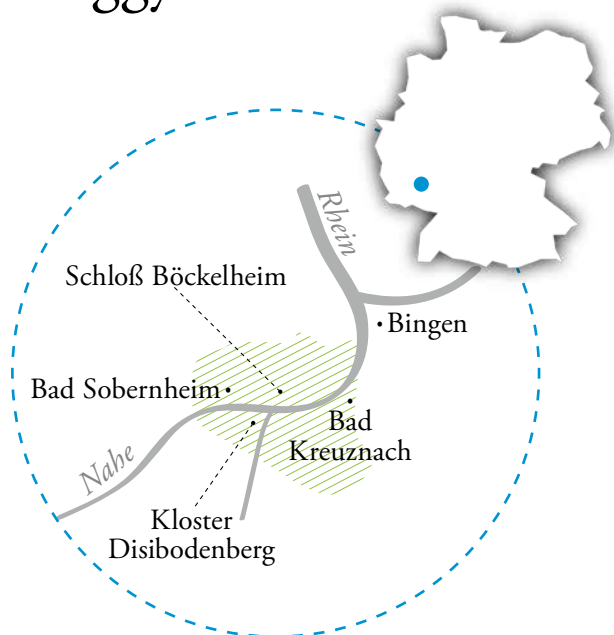 Rhein
Schloß Böckelheim
Bingen
Bad Sobernheim
Bad
Kreuznach
Nahe
Kloster
Disibodenberg